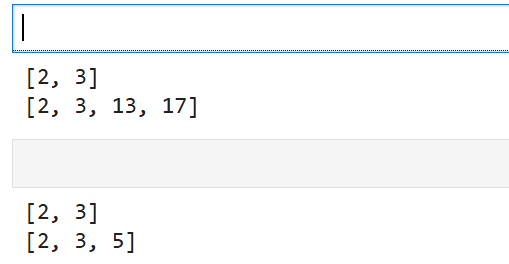 [2, 3]
[2, 3, 13, 17]
[2, 3]
[2, 3, 5]